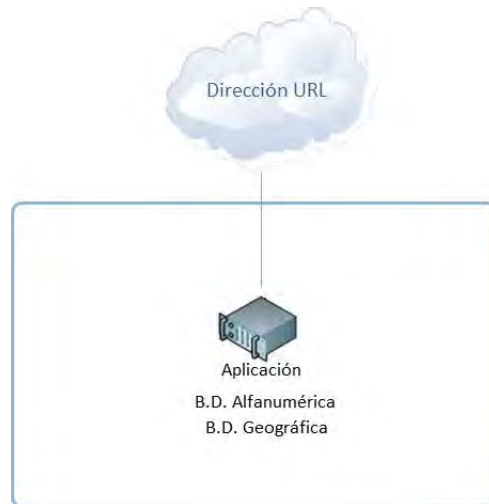 Dirección URL
Aplicación
B.D. Alfanumérica
B.D. Geográfica